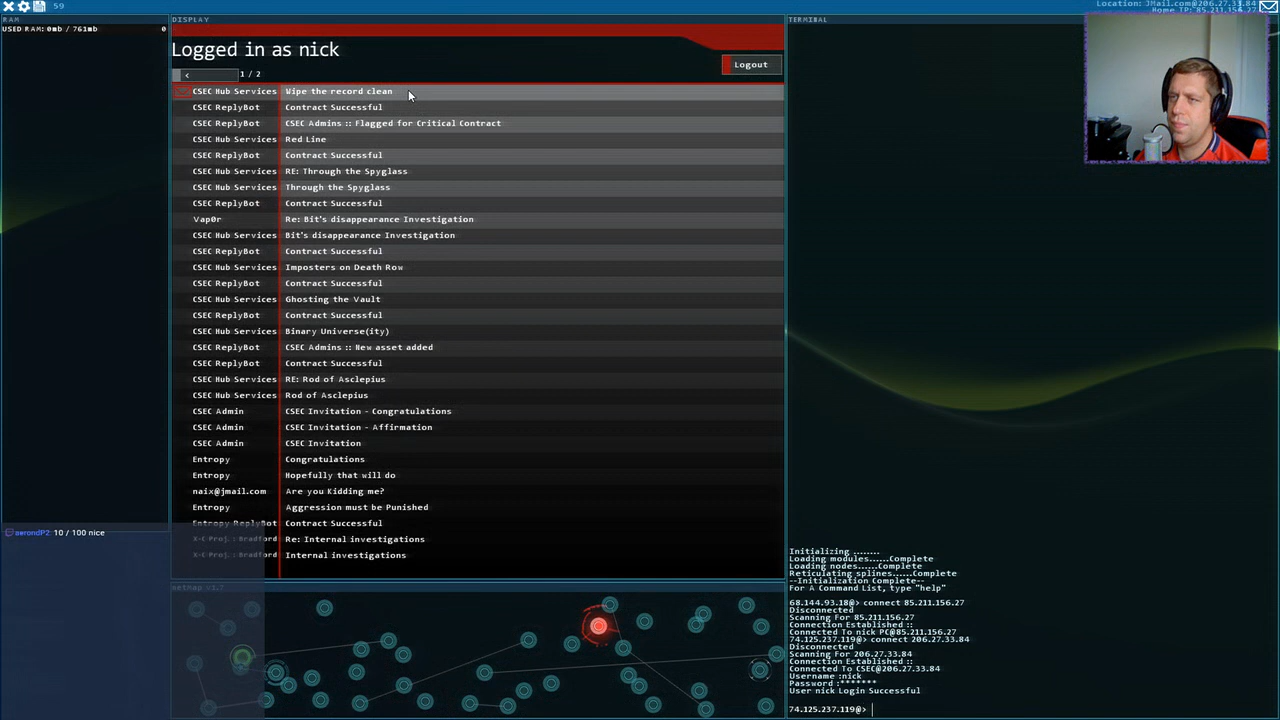 59
Location: JMail.com@206.27.33.84
Home IP: 85.211.156.27
RAM
USED RAM: 0mb / 761mb
0
DISPLAY
Logged in as nick
Logout
<
1 / 2
CSEC Hub Services Wipe the record clean
CSEC ReplyBot Contract Successful
CSEC ReplyBot CSEC Admins :: Flagged for Critical Contract
CSEC Hub Services Red Line
CSEC ReplyBot Contract Successful
CSEC Hub Services RE: Through the Spyglass
CSEC Hub Services Through the Spyglass
CSEC ReplyBot Contract Successful
Vap0r Re: Bit's disappearance Investigation
CSEC Hub Services Bit's disappearance Investigation
CSEC ReplyBot Contract Successful
CSEC Hub Services Imposters on Death Row
CSEC ReplyBot Contract Successful
CSEC Hub Services Ghosting the Vault
CSEC ReplyBot Contract Successful
CSEC Hub Services Binary Universe(ity)
CSEC ReplyBot CSEC Admins :: New asset added
CSEC ReplyBot Contract Successful
CSEC Hub Services RE: Rod of Asclepius
CSEC Hub Services Rod of Asclepius
CSEC Admin CSEC Invitation - Congratulations
CSEC Admin CSEC Invitation - Affirmation
CSEC Admin CSEC Invitation
Entropy Congratulations
Entropy Hopefully that will do
naix@jmail.com Are you Kidding me?
Entropy Aggression must be Punished
Entropy ReplyBot Contract Successful
X-C Proj. : Bradford Re: Internal investigations
X-C Proj. : Bradford Internal investigations
aerondP2: 10 / 100 nice
netMap v1.7
TERMINAL
Initializing .......
Loading modules......Complete
Loading nodes......Complete
Reticulating splines......Complete
--Initialization Complete--
For A Command List, type "help"
68.144.93.18@> connect 85.211.156.27
Disconnected
Scanning For 85.211.156.27
Connection Established ::
Connected To nick PC@85.211.156.27
74.125.237.119@> connect 206.27.33.84
Disconnected
Scanning For 206.27.33.84
Connection Established ::
Connected To CSEC@206.27.33.84
Username :nick
Password :*******
User nick Login Successful
74.125.237.119@>